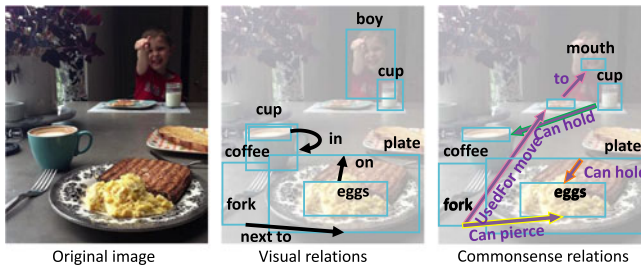 boy
cup
cup
in
coffee
plate
on
eggs
fork
next to
mouth
to
cup
Can hold
coffee
plate
UsedFor move
Can hold
eggs
fork
Can pierce
Original image
Visual relations
Commonsense relations